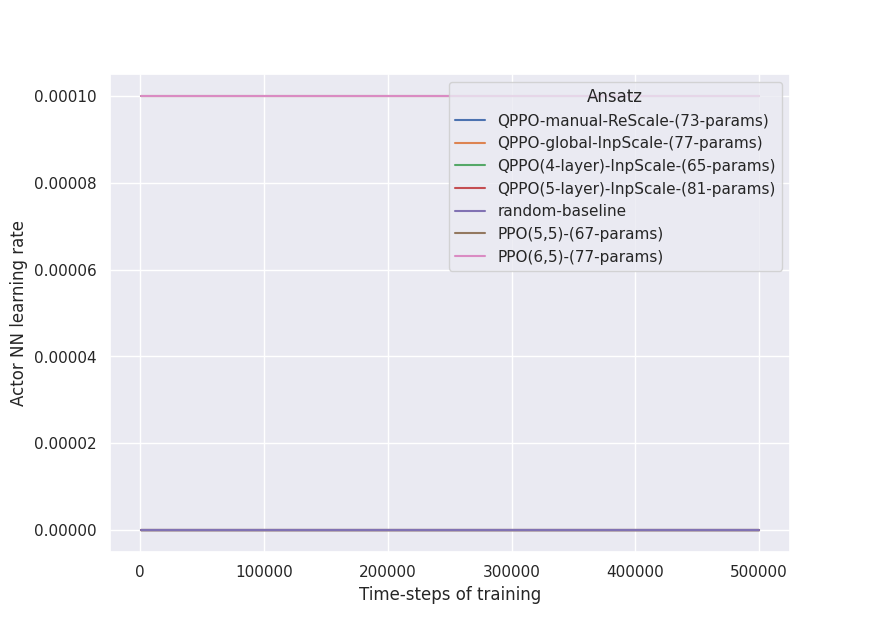 Ansatz
QPPO-manual-ReScale-(73-params)
QPPO-global-InpScale-(77-params)
QPPO(4-layer)-InpScale-(65-params)
QPPO(5-layer)-InpScale-(81-params)
random-baseline
PPO(5,5)-(67-params)
PPO(6,5)-(77-params)
Actor NN learning rate
0.00010
0.00008
0.00006
0.00004
0.00002
0.00000
0 100000 200000 300000 400000 500000
Time-steps of training